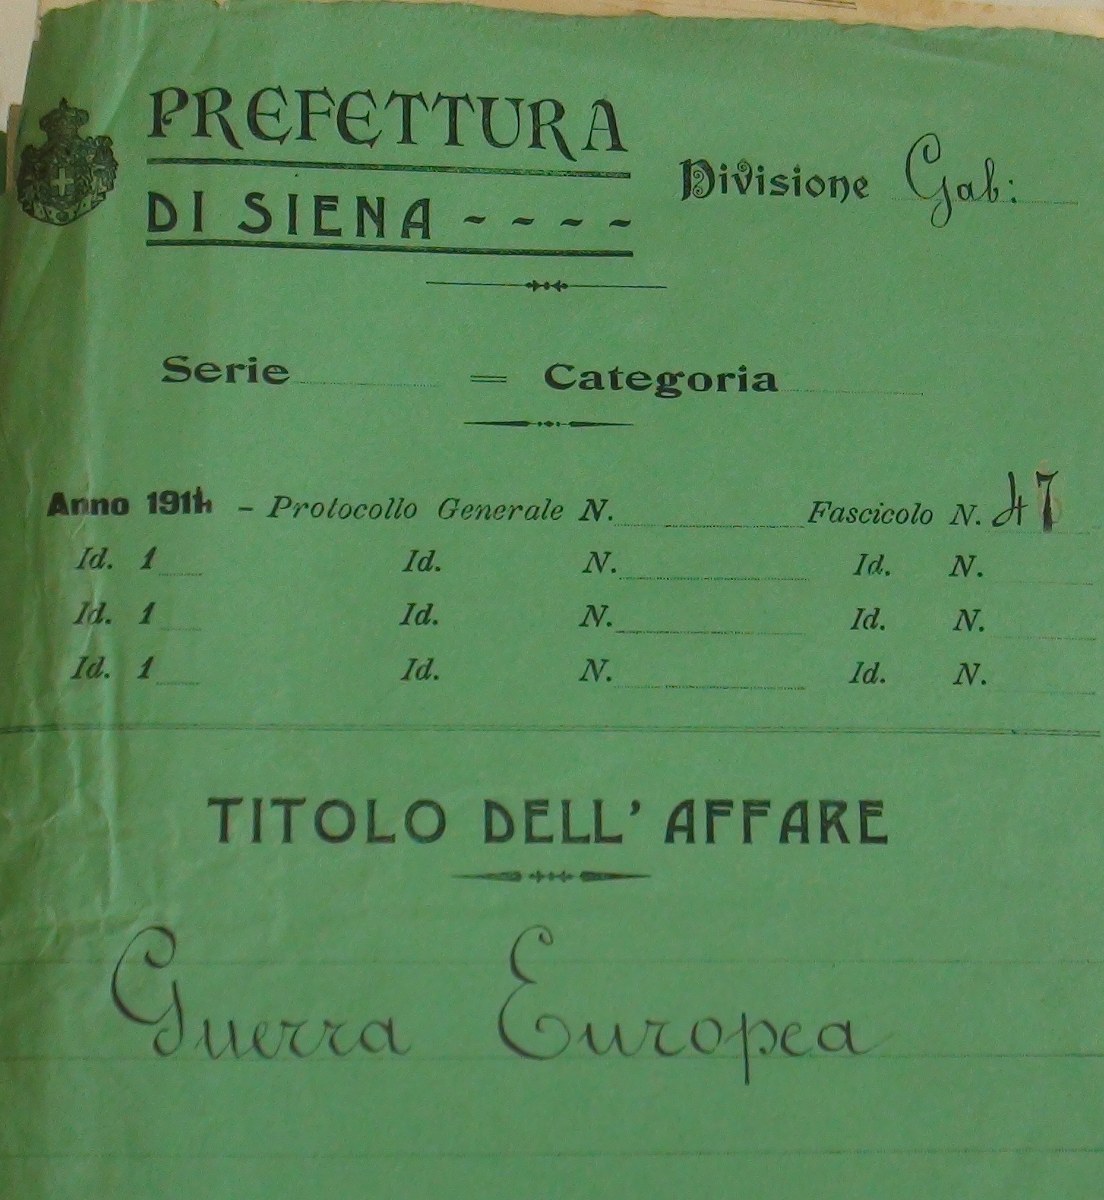 PREFETTURA
DI SIENA - - - -
Divisione Gab:
Serie = Categoria
Anno 1914 - Protocollo Generale N. Fascicolo N. 47
Id. 1 Id. N. Id. N.
Id. 1 Id. N. Id. N.
Id. 1 Id. N. Id. N.
TITOLO DELL' AFFARE
Guerra Europea